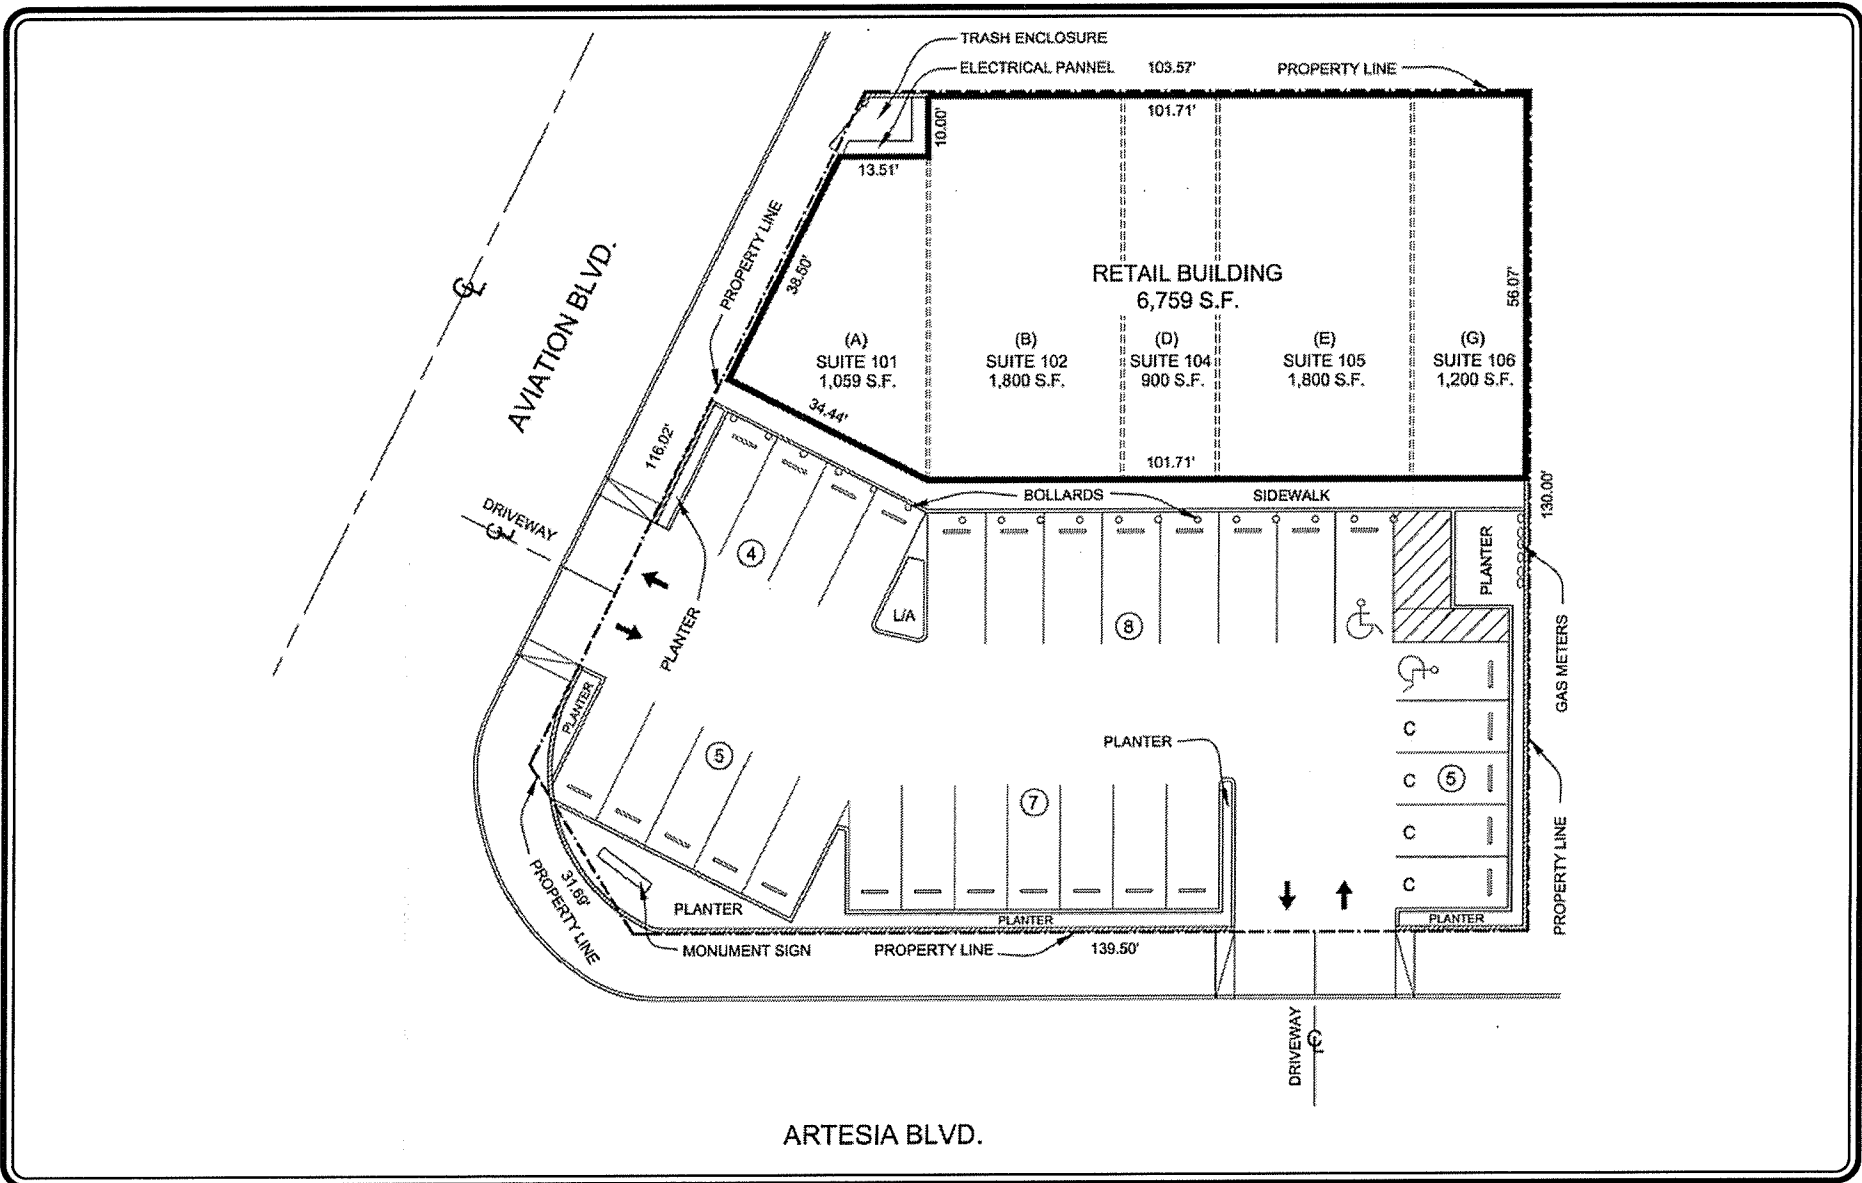 TRASH ENCLOSURE
ELECTRICAL PANNEL
103.57'
PROPERTY LINE
101.71'
10.00'
13.51'
PROPERTY LINE
38.50'
AVIATION BLVD.
CL
RETAIL BUILDING
6,759 S.F.
56.07'
(A)
SUITE 101
1,059 S.F.
(B)
SUITE 102
1,800 S.F.
(D)
SUITE 104
900 S.F.
(E)
SUITE 105
1,800 S.F.
(G)
SUITE 106
1,200 S.F.
34.44'
116.02'
101.71'
BOLLARDS
SIDEWALK
130.00'
DRIVEWAY
CL
PLANTER
GAS METERS
4
L/A
8
PLANTER
PLANTER
5
PLANTER
7
C
C
5
C
C
PROPERTY LINE
PROPERTY LINE
31.69'
PLANTER
PLANTER
PLANTER
MONUMENT SIGN
PROPERTY LINE
139.50'
DRIVEWAY
CL
ARTESIA BLVD.